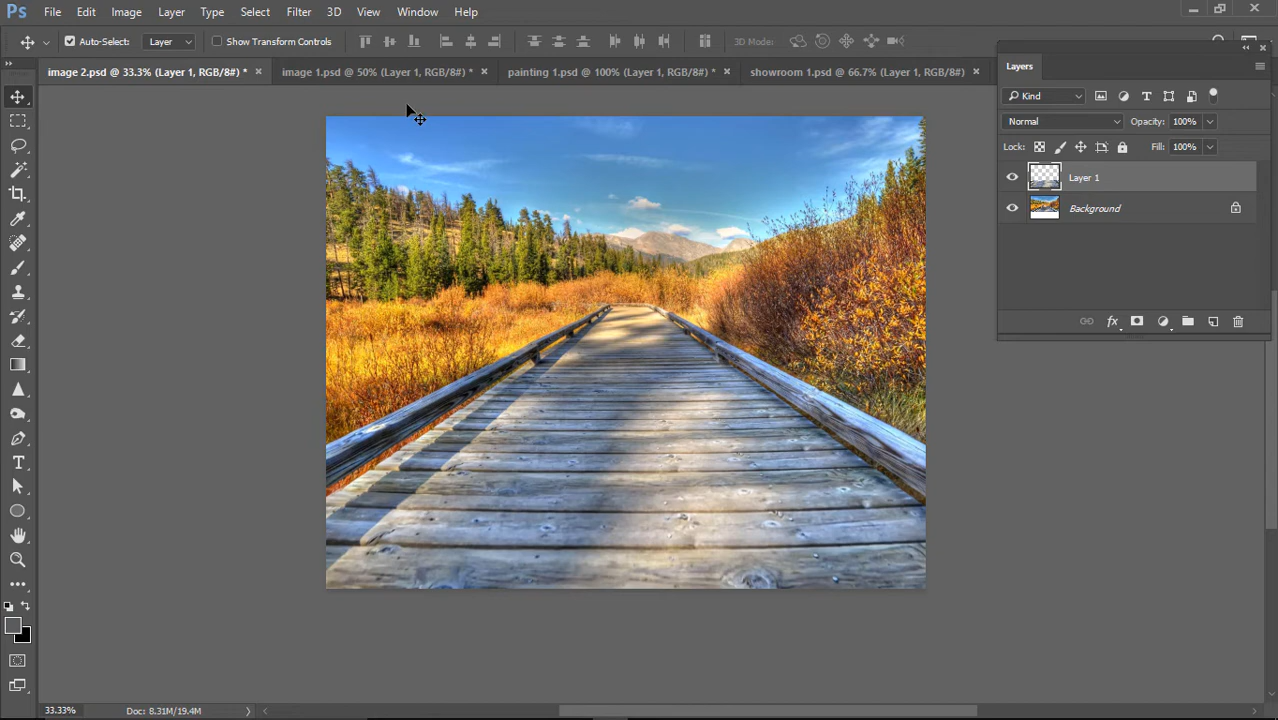 Ps File Edit Image Layer Type Select Filter 3D View Window Help
Auto-Select: Layer Show Transform Controls 3D Mode:
image 2.psd @ 33.3% (Layer 1, RGB/8#) * image 1.psd @ 50% (Layer 1, RGB/8#) * painting 1.psd @ 100% (Layer 1, RGB/8#) * showroom 1.psd @ 66.7% (Layer 1, RGB/8#)
Layers
Kind
Normal Opacity: 100%
Lock: Fill: 100%
Layer 1
Background
fx
T
33.33% Doc: 8.31M/19.4M